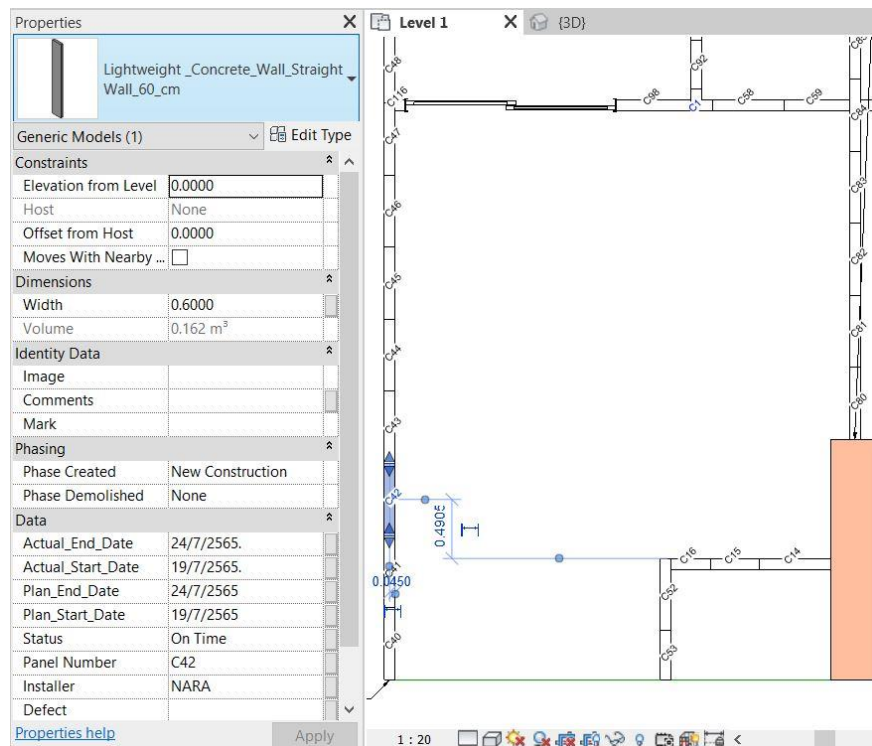 Properties
Lightweight _Concrete_Wall_Straight
Wall_60_cm
Generic Models (1)
Edit Type
Constraints
Elevation from Level 0.0000
Host None
Offset from Host 0.0000
Moves With Nearby ...
Dimensions
Width 0.6000
Volume 0.162 m³
Identity Data
Image
Comments
Mark
Phasing
Phase Created New Construction
Phase Demolished None
Data
Actual_End_Date 24/7/2565.
Actual_Start_Date 19/7/2565.
Plan_End_Date 24/7/2565
Plan_Start_Date 19/7/2565
Status On Time
Panel Number C42
Installer NARA
Defect
Properties help
Apply
Level 1
{3D}
C48
C116
C47
C46
C45
C44
C43
C42
C41
C40
0.0450
0.4905
C92
C98
C1
C58
C59
C85
C84
C83
C82
C81
C80
C16
C15
C14
C52
C53
1 : 20